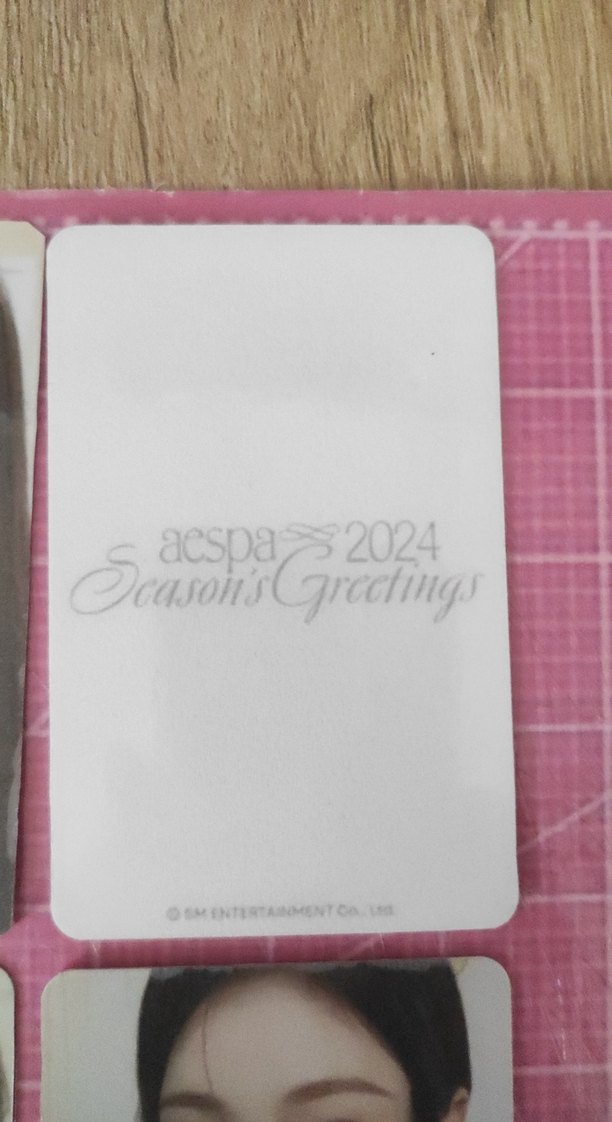 aespa 2024
Season's Greetings
© SM ENTERTAINMENT Co., Ltd.